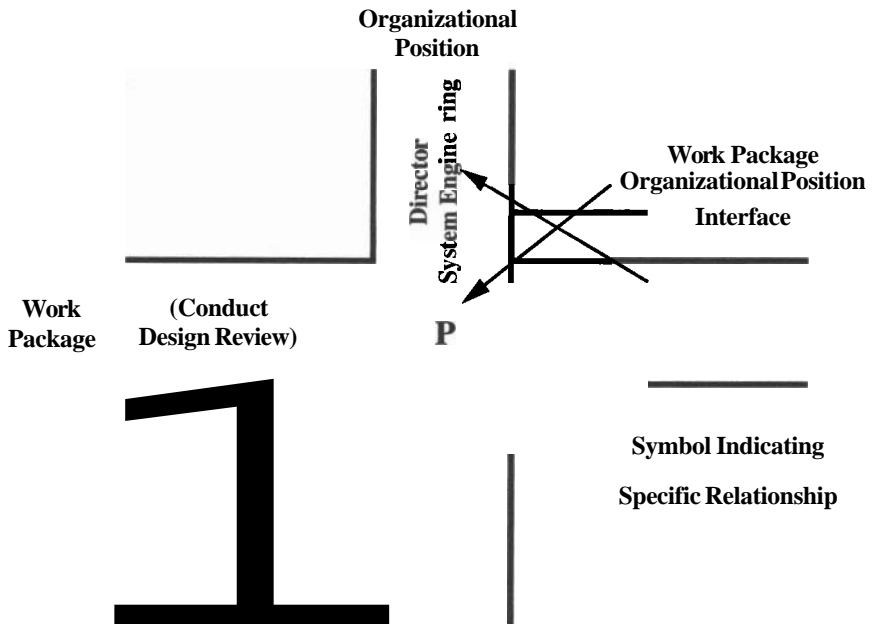 Organizational
Position
Director
System Engine ring
Work Package
Organizational Position
Interface
Work
Package
(Conduct
Design Review)
P
1
Symbol Indicating
Specific Relationship